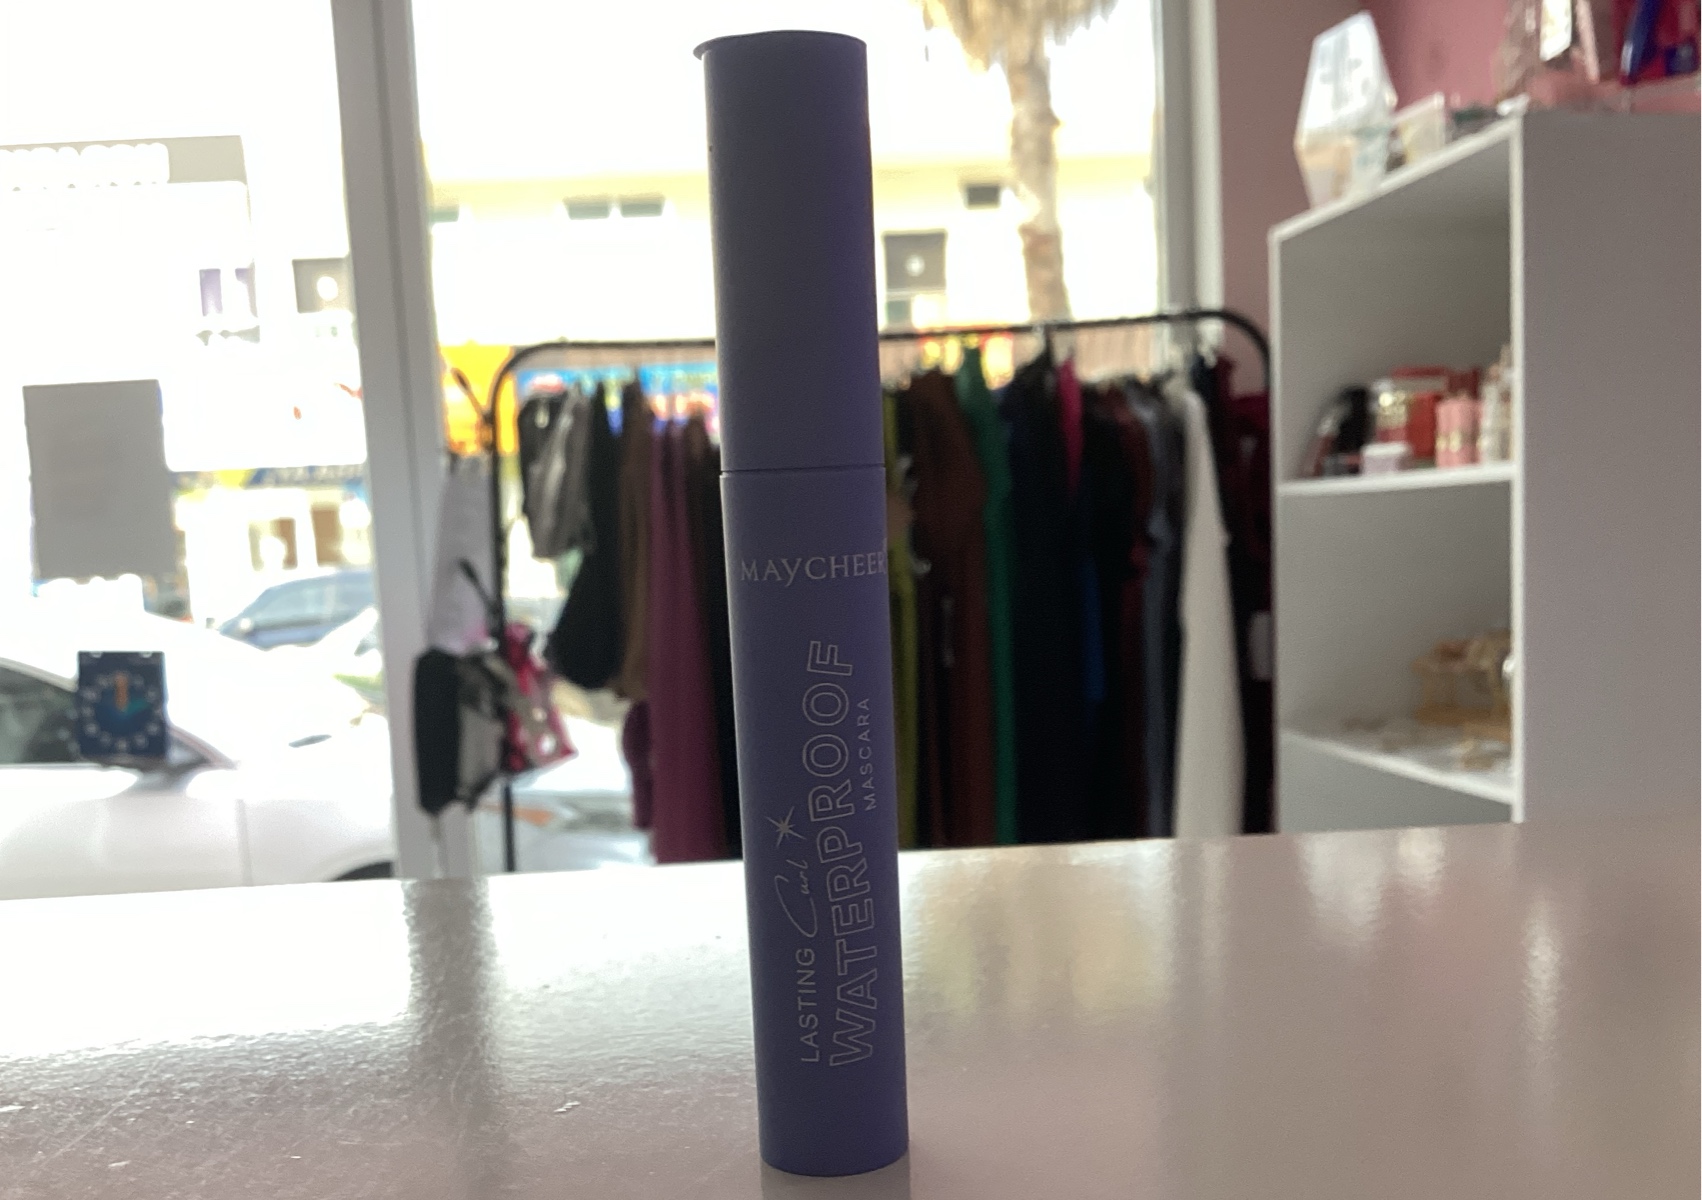 MAYCHEER
LASTING Curl
WATERPROOF
MASCARA